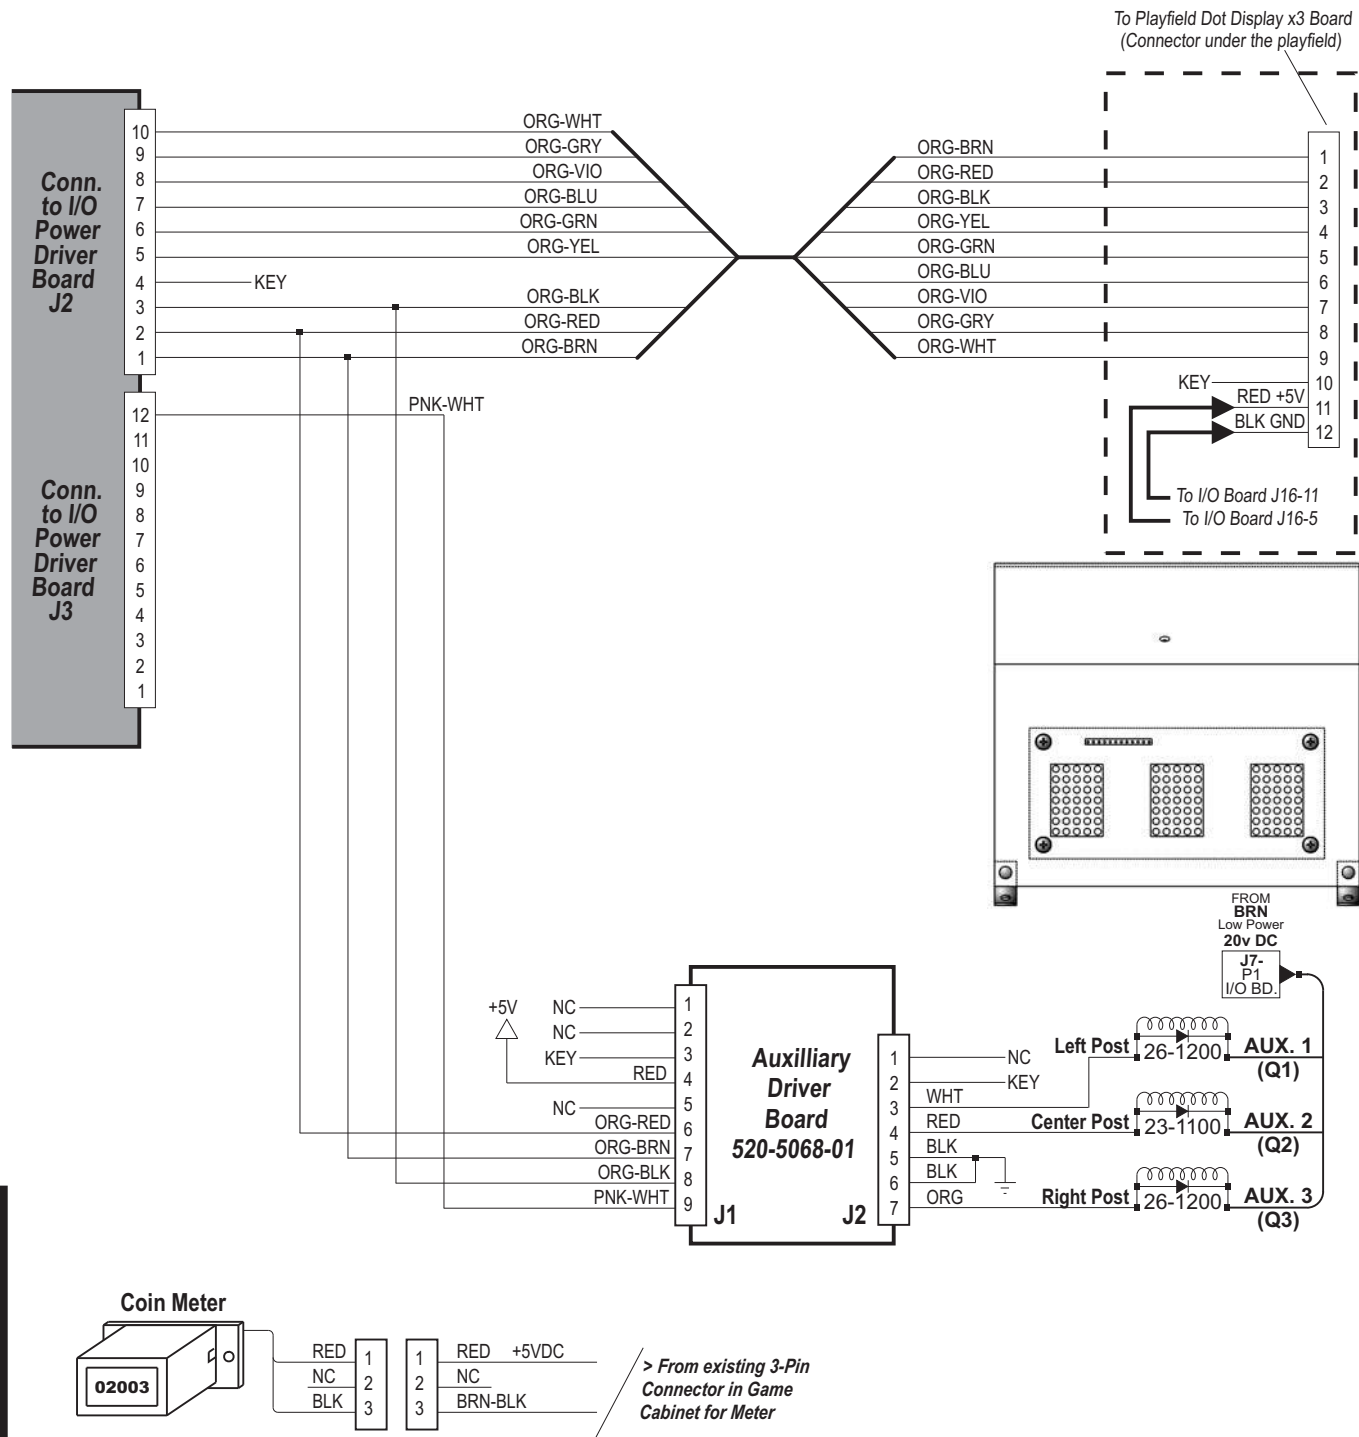 To Playfield Dot Display x3 Board
(Connector under the playfield)
Conn.
to I/O
Power
Driver
Board
J2
10
9
8
7
6
5
4
3
2
1
ORG-WHT
ORG-GRY
ORG-VIO
ORG-BLU
ORG-GRN
ORG-YEL
KEY
ORG-BLK
ORG-RED
ORG-BRN
ORG-BRN
ORG-RED
ORG-BLK
ORG-YEL
ORG-GRN
ORG-BLU
ORG-VIO
ORG-GRY
ORG-WHT
KEY
RED +5V
BLK GND
1
2
3
4
5
6
7
8
9
10
11
12
To I/O Board J16-11
To I/O Board J16-5
Conn.
to I/O
Power
Driver
Board
J3
12
11
10
9
8
7
6
5
4
3
2
1
PNK-WHT
FROM
BRN
Low Power
20v DC
J7-
P1
I/O BD.
+5V
NC
NC
KEY
RED
NC
ORG-RED
ORG-BRN
ORG-BLK
PNK-WHT
1
2
3
4
5
6
7
8
9
J1
Auxilliary
Driver
Board
520-5068-01
J2
1
2
3
4
5
6
7
NC
KEY
WHT
RED
BLK
BLK
ORG
Left Post
26-1200
AUX. 1
(Q1)
Center Post
23-1100
AUX. 2
(Q2)
Right Post
26-1200
AUX. 3
(Q3)
Coin Meter
02003
RED
NC
BLK
1
2
3
1
2
3
RED +5VDC
NC
BRN-BLK
> From existing 3-Pin
Connector in Game
Cabinet for Meter